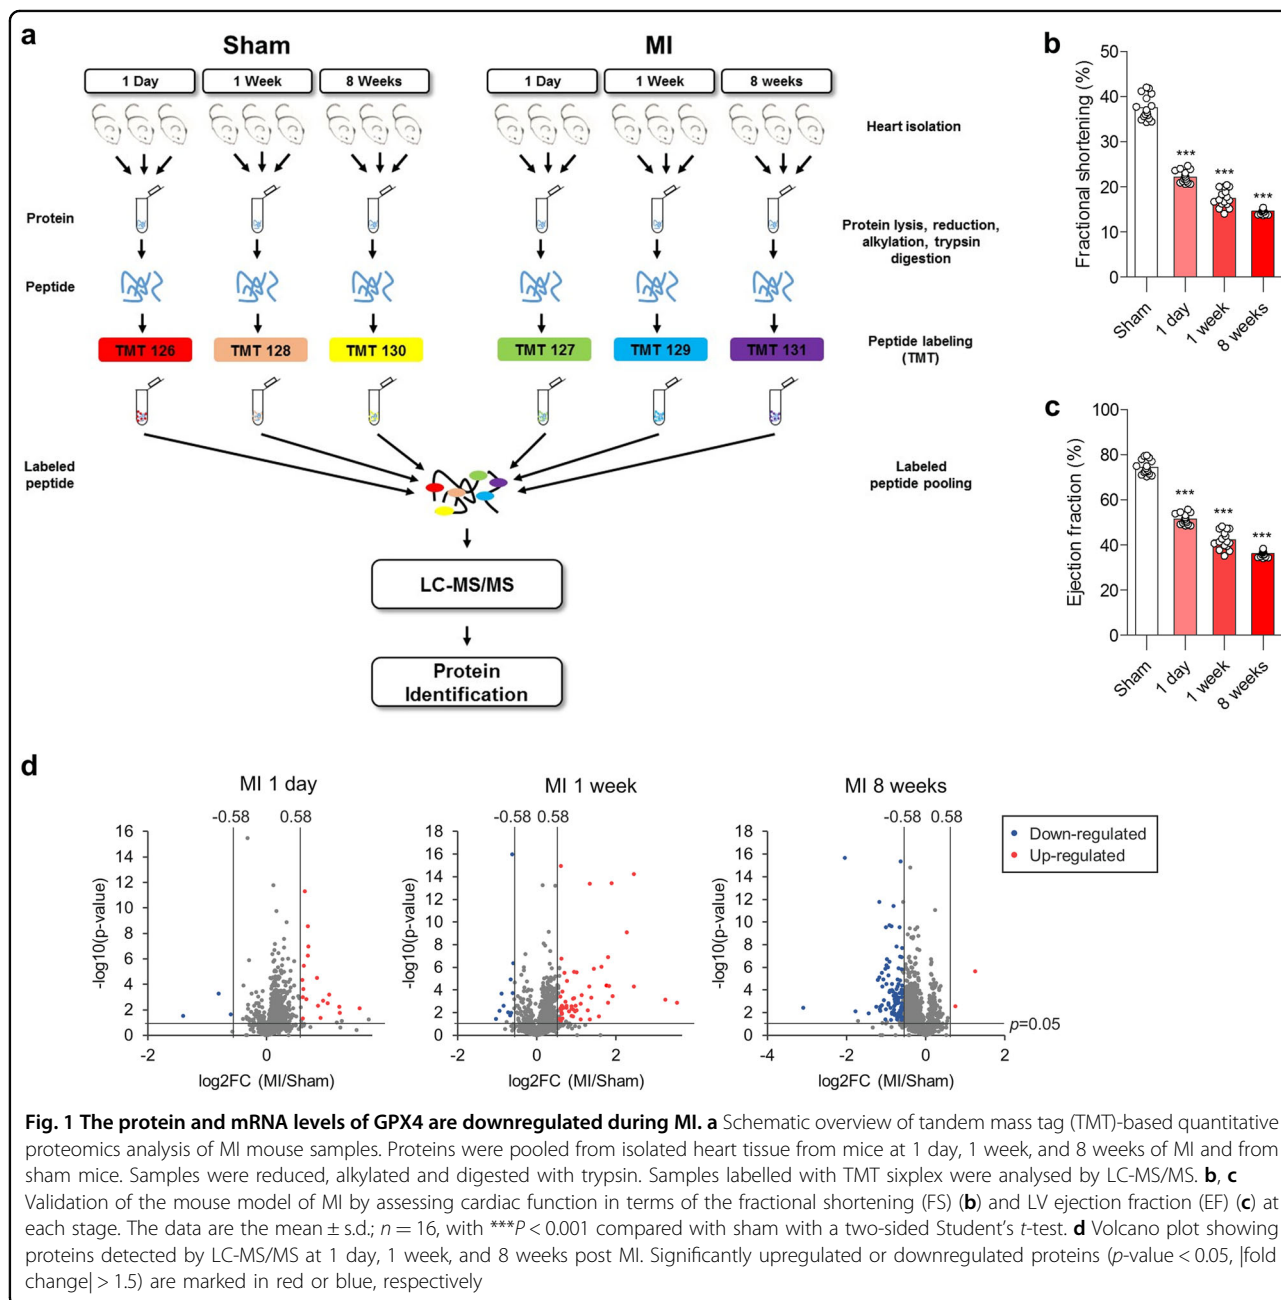 a
Sham
MI
1 Day
1 Week
8 Weeks
1 Day
1 Week
8 weeks
Heart isolation
Protein
Protein lysis, reduction,
alkylation, trypsin
digestion
Peptide
TMT 126
TMT 128
TMT 130
TMT 127
TMT 129
TMT 131
Peptide labeling
(TMT)
Labeled
peptide
Labeled
peptide pooling
LC-MS/MS
Protein
Identification
b
Fractional shortening (%)
50
40
30
20
10
0
***
***
***
Sham
1 day
1 week
8 weeks
c
Ejection fraction (%)
100
80
60
40
20
0
***
***
***
Sham
1 day
1 week
8 weeks
d
MI 1 day
-0.58
0.58
-log10(p-value)
16
14
12
10
8
6
4
2
0
-2
0
log2FC (MI/Sham)
MI 1 week
-0.58
0.58
-log10(p-value)
18
16
14
12
10
8
6
4
2
0
-2
0
2
4
log2FC (MI/Sham)
MI 8 weeks
-0.58
0.58
-log10(p-value)
18
16
14
12
10
8
6
4
2
0
-4
-2
0
2
log2FC (MI/Sham)
p=0.05
Down-regulated
Up-regulated
Fig. 1 The protein and mRNA levels of GPX4 are downregulated during MI. a Schematic overview of tandem mass tag (TMT)-based quantitative
proteomics analysis of MI mouse samples. Proteins were pooled from isolated heart tissue from mice at 1 day, 1 week, and 8 weeks of MI and from
sham mice. Samples were reduced, alkylated and digested with trypsin. Samples labelled with TMT sixplex were analysed by LC-MS/MS. b, c
Validation of the mouse model of MI by assessing cardiac function in terms of the fractional shortening (FS) (b) and LV ejection fraction (EF) (c) at
each stage. The data are the mean ± s.d.; n = 16, with ***P < 0.001 compared with sham with a two-sided Student's t-test. d Volcano plot showing
proteins detected by LC-MS/MS at 1 day, 1 week, and 8 weeks post MI. Significantly upregulated or downregulated proteins (p-value < 0.05, |fold
change| > 1.5) are marked in red or blue, respectively